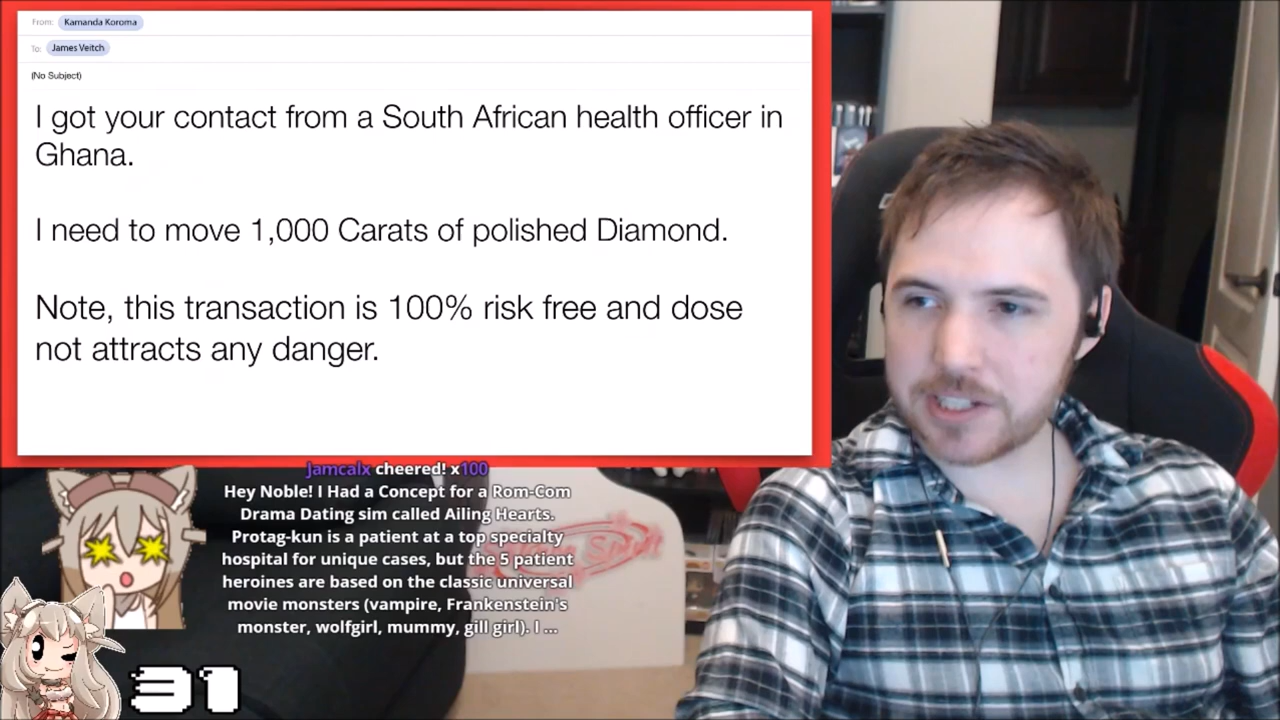 From: Kamanda Koroma
To: James Veitch
(No Subject)
I got your contact from a South African health officer in
Ghana.
I need to move 1,000 Carats of polished Diamond.
Note, this transaction is 100% risk free and dose
not attracts any danger.
Jamcalx cheered! x100
Hey Noble! I Had a Concept for a Rom-Com
Drama Dating sim called Ailing Hearts.
Protag-kun is a patient at a top specialty
hospital for unique cases, but the 5 patient
heroines are based on the classic universal
movie monsters (vampire, Frankenstein's
monster, wolfgirl, mummy, gill girl). I ...
31